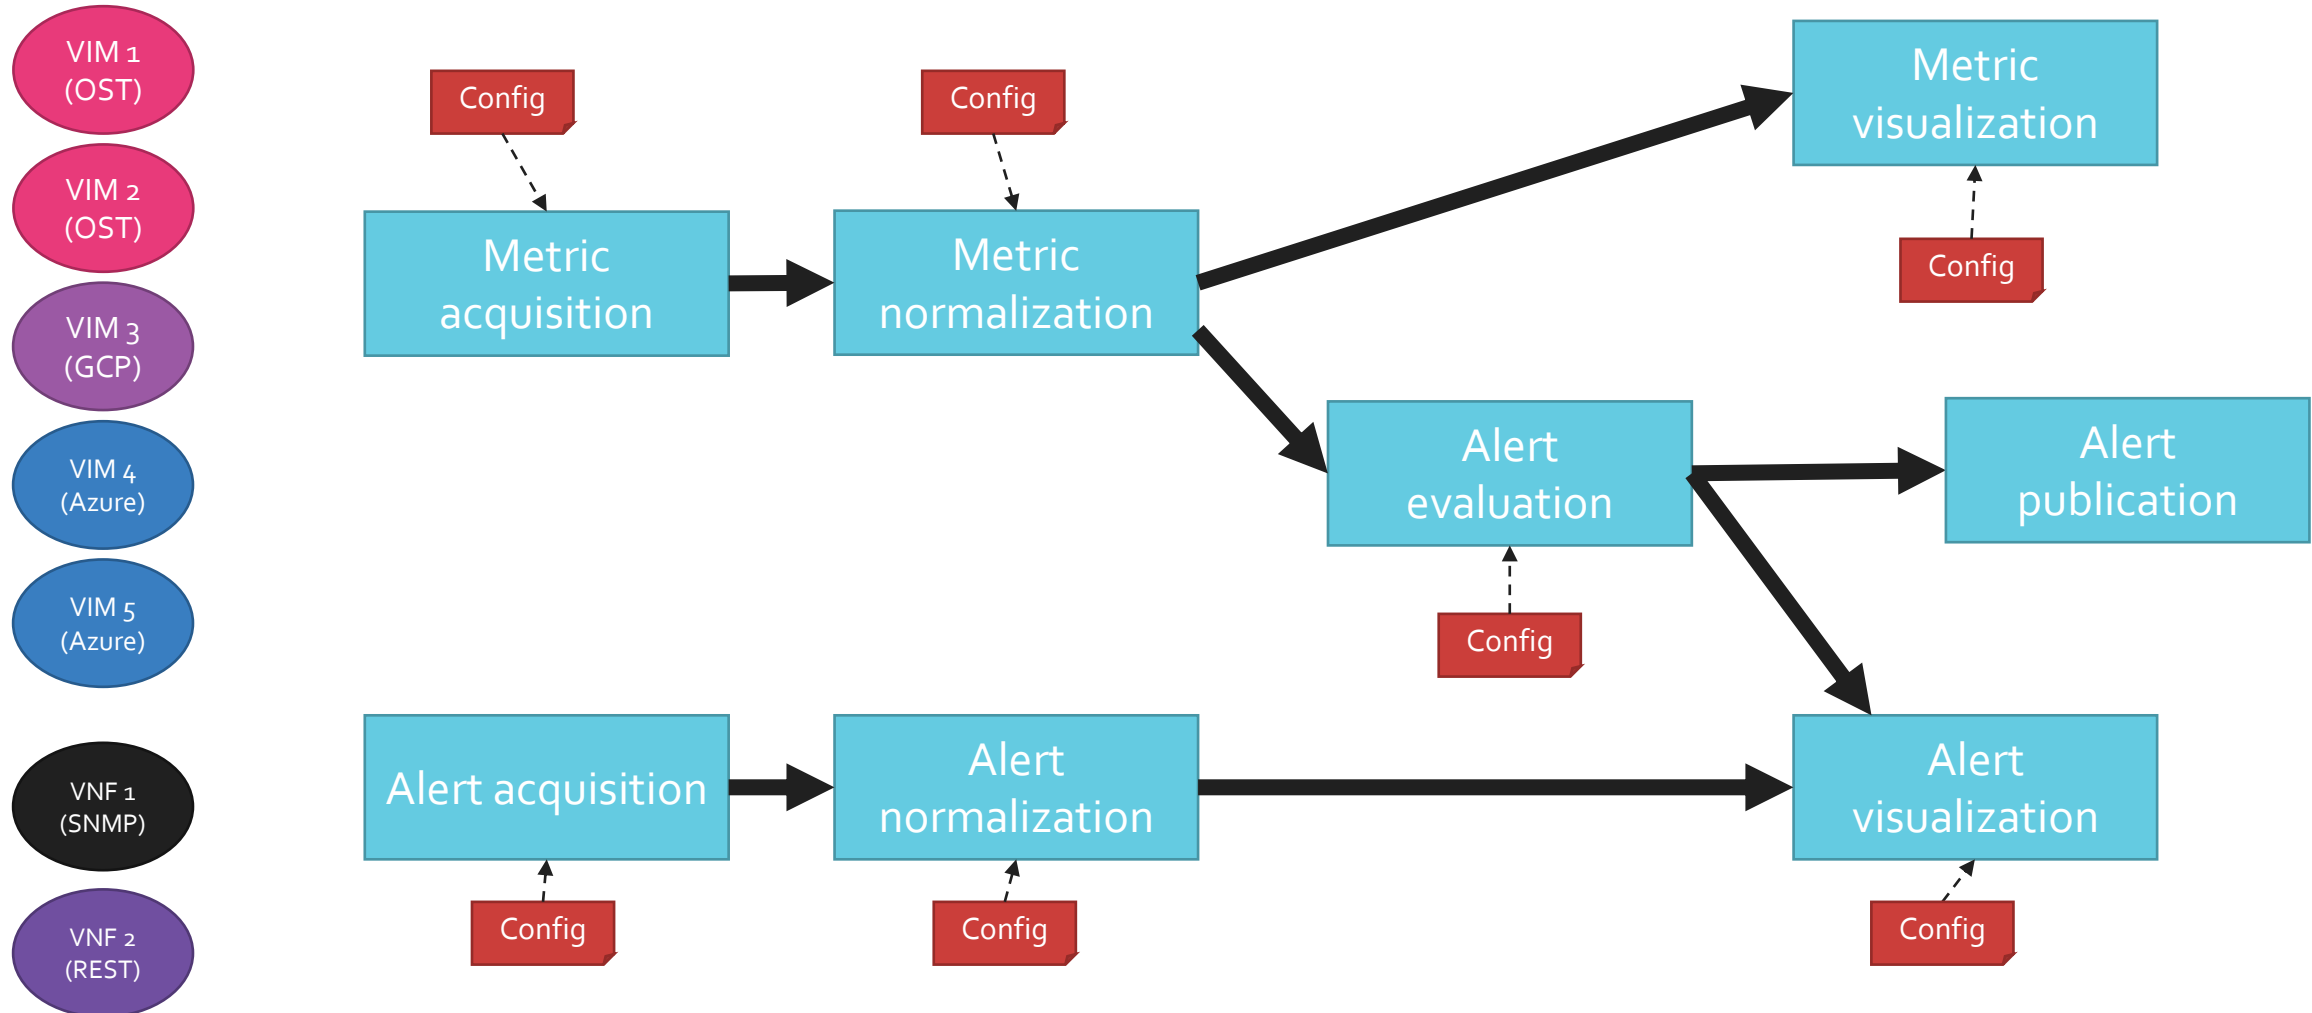 VIM 1
(OST)
VIM 2
(OST)
VIM 3
(GCP)
VIM 4
(Azure)
VIM 5
(Azure)
VNF 1
(SNMP)
VNF 2
(REST)
Config
Config
Metric
visualization
Metric
acquisition
Metric
normalization
Config
Alert
evaluation
Alert
publication
Config
Alert acquisition
Alert
normalization
Alert
visualization
Config
Config
Config